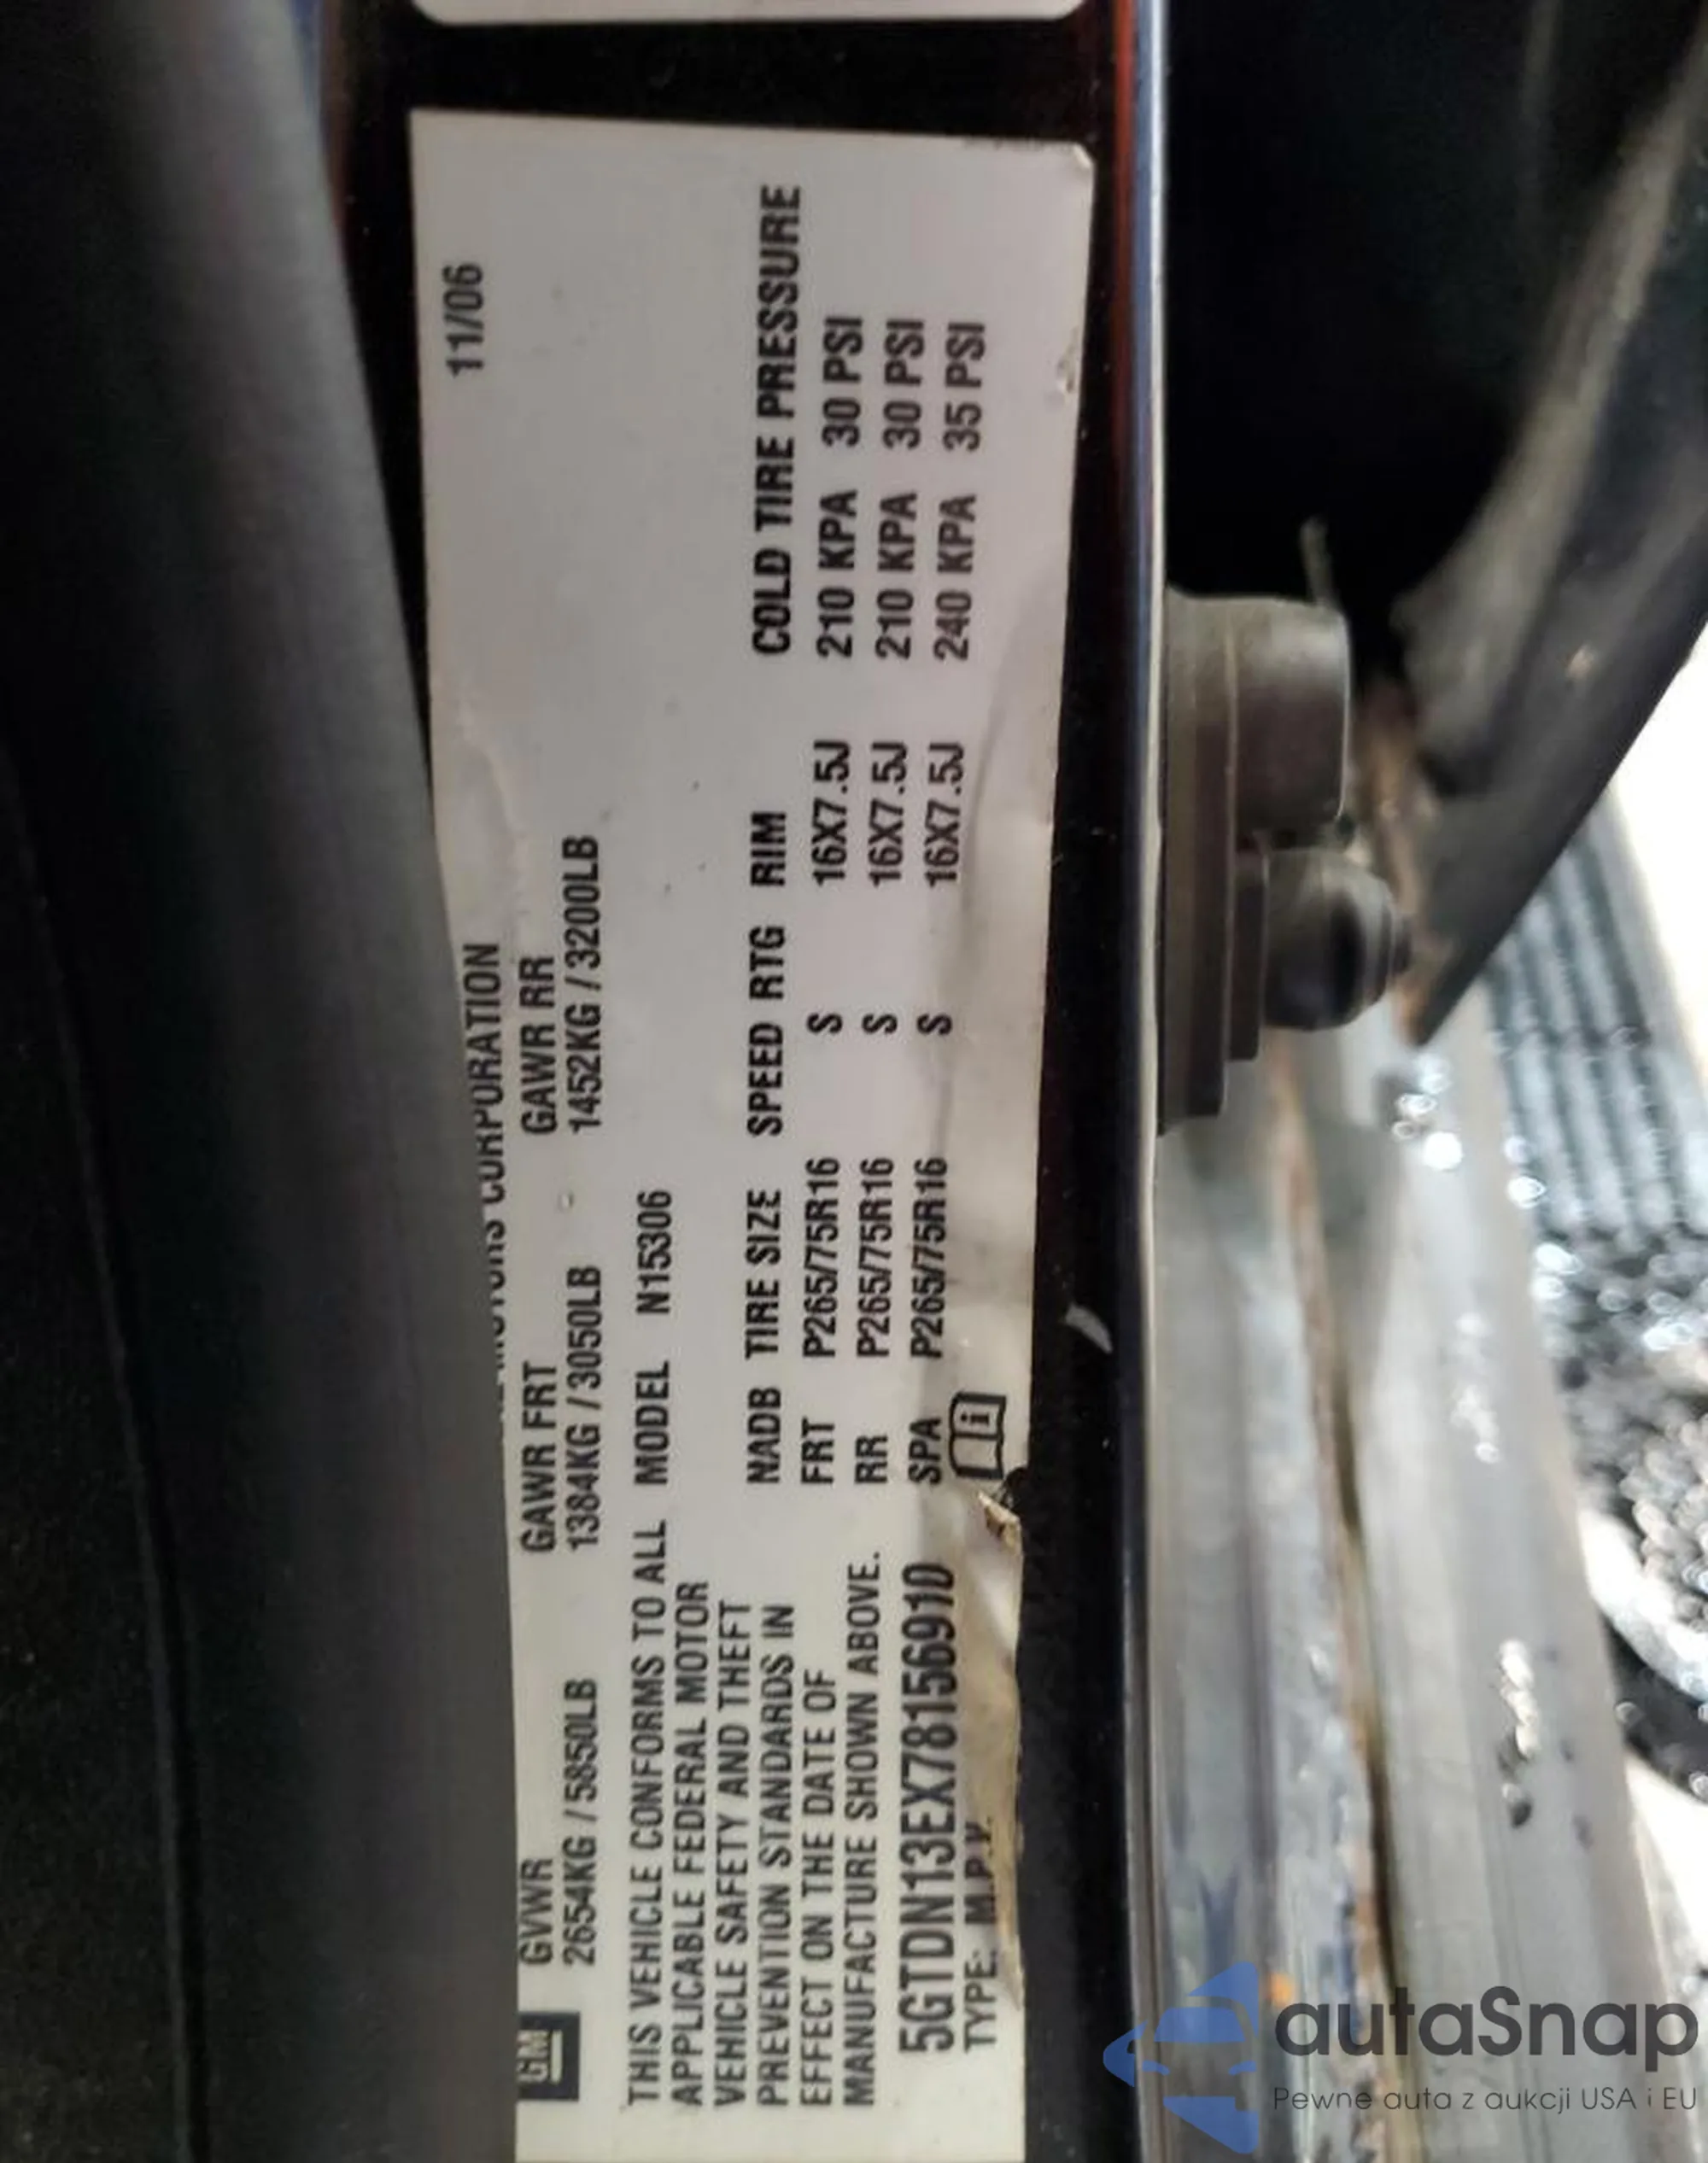 11/06
MOTORS CORPORATION
GM
GVWR GAWR FRT GAWR RR
2654KG / 5850LB 1384KG / 3050LB 1452KG / 3200LB
THIS VEHICLE CONFORMS TO ALL MODEL N15306
APPLICABLE FEDERAL MOTOR
VEHICLE SAFETY AND THEFT
PREVENTION STANDARDS IN
EFFECT ON THE DATE OF
MANUFACTURE SHOWN ABOVE.
NADB TIRE SIZE SPEED RTG RIM COLD TIRE PRESSURE
FRT P265/75R16 S 16X7.5J 210 KPA 30 PSI
RR P265/75R16 S 16X7.5J 210 KPA 30 PSI
SPA P265/75R16 S 16X7.5J 240 KPA 35 PSI
5GTDN13EX78156910
TYPE: M.P.V.
autaSnap
Pewne auta z aukcji USA i EU